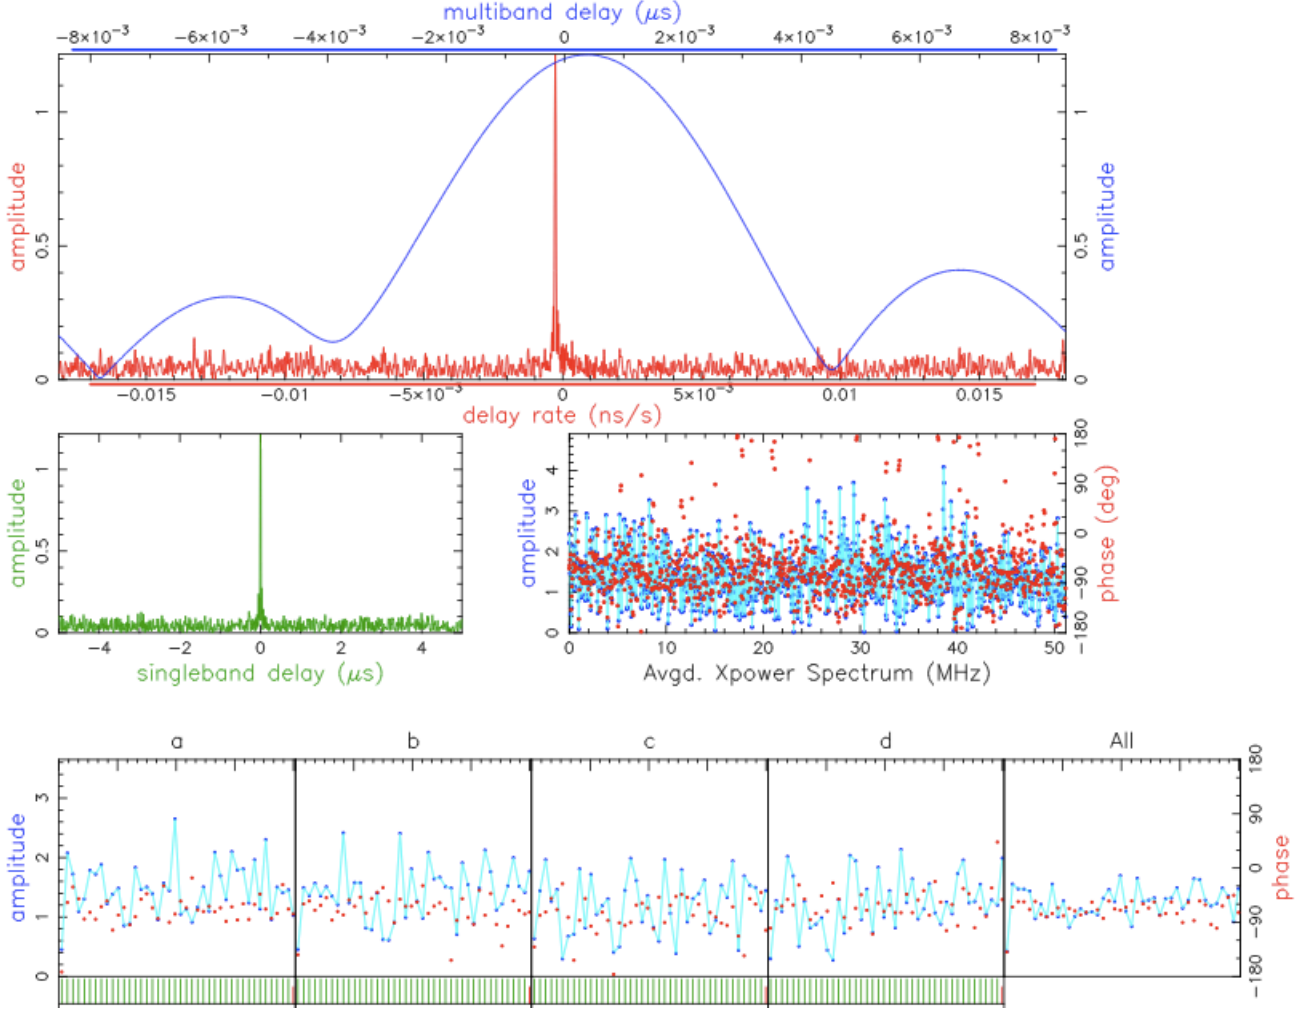 multiband delay (μs)
−8×10⁻³ −6×10⁻³ −4×10⁻³ −2×10⁻³ 0 2×10⁻³ 4×10⁻³ 6×10⁻³ 8×10⁻³
amplitude
1
0.5
0
amplitude
1
0.5
0
−0.015 −0.01 −5×10⁻³ 0 5×10⁻³ 0.01 0.015
delay rate (ns/s)
amplitude
1
0.5
0
−4 −2 0 2 4
singleband delay (μs)
amplitude
4
3
2
1
0
phase (deg)
180
90
0
−90
−180
0 10 20 30 40 50
Avgd. Xpower Spectrum (MHz)
a b c d All
amplitude
3
2
1
0
phase
180
90
0
−90
−180